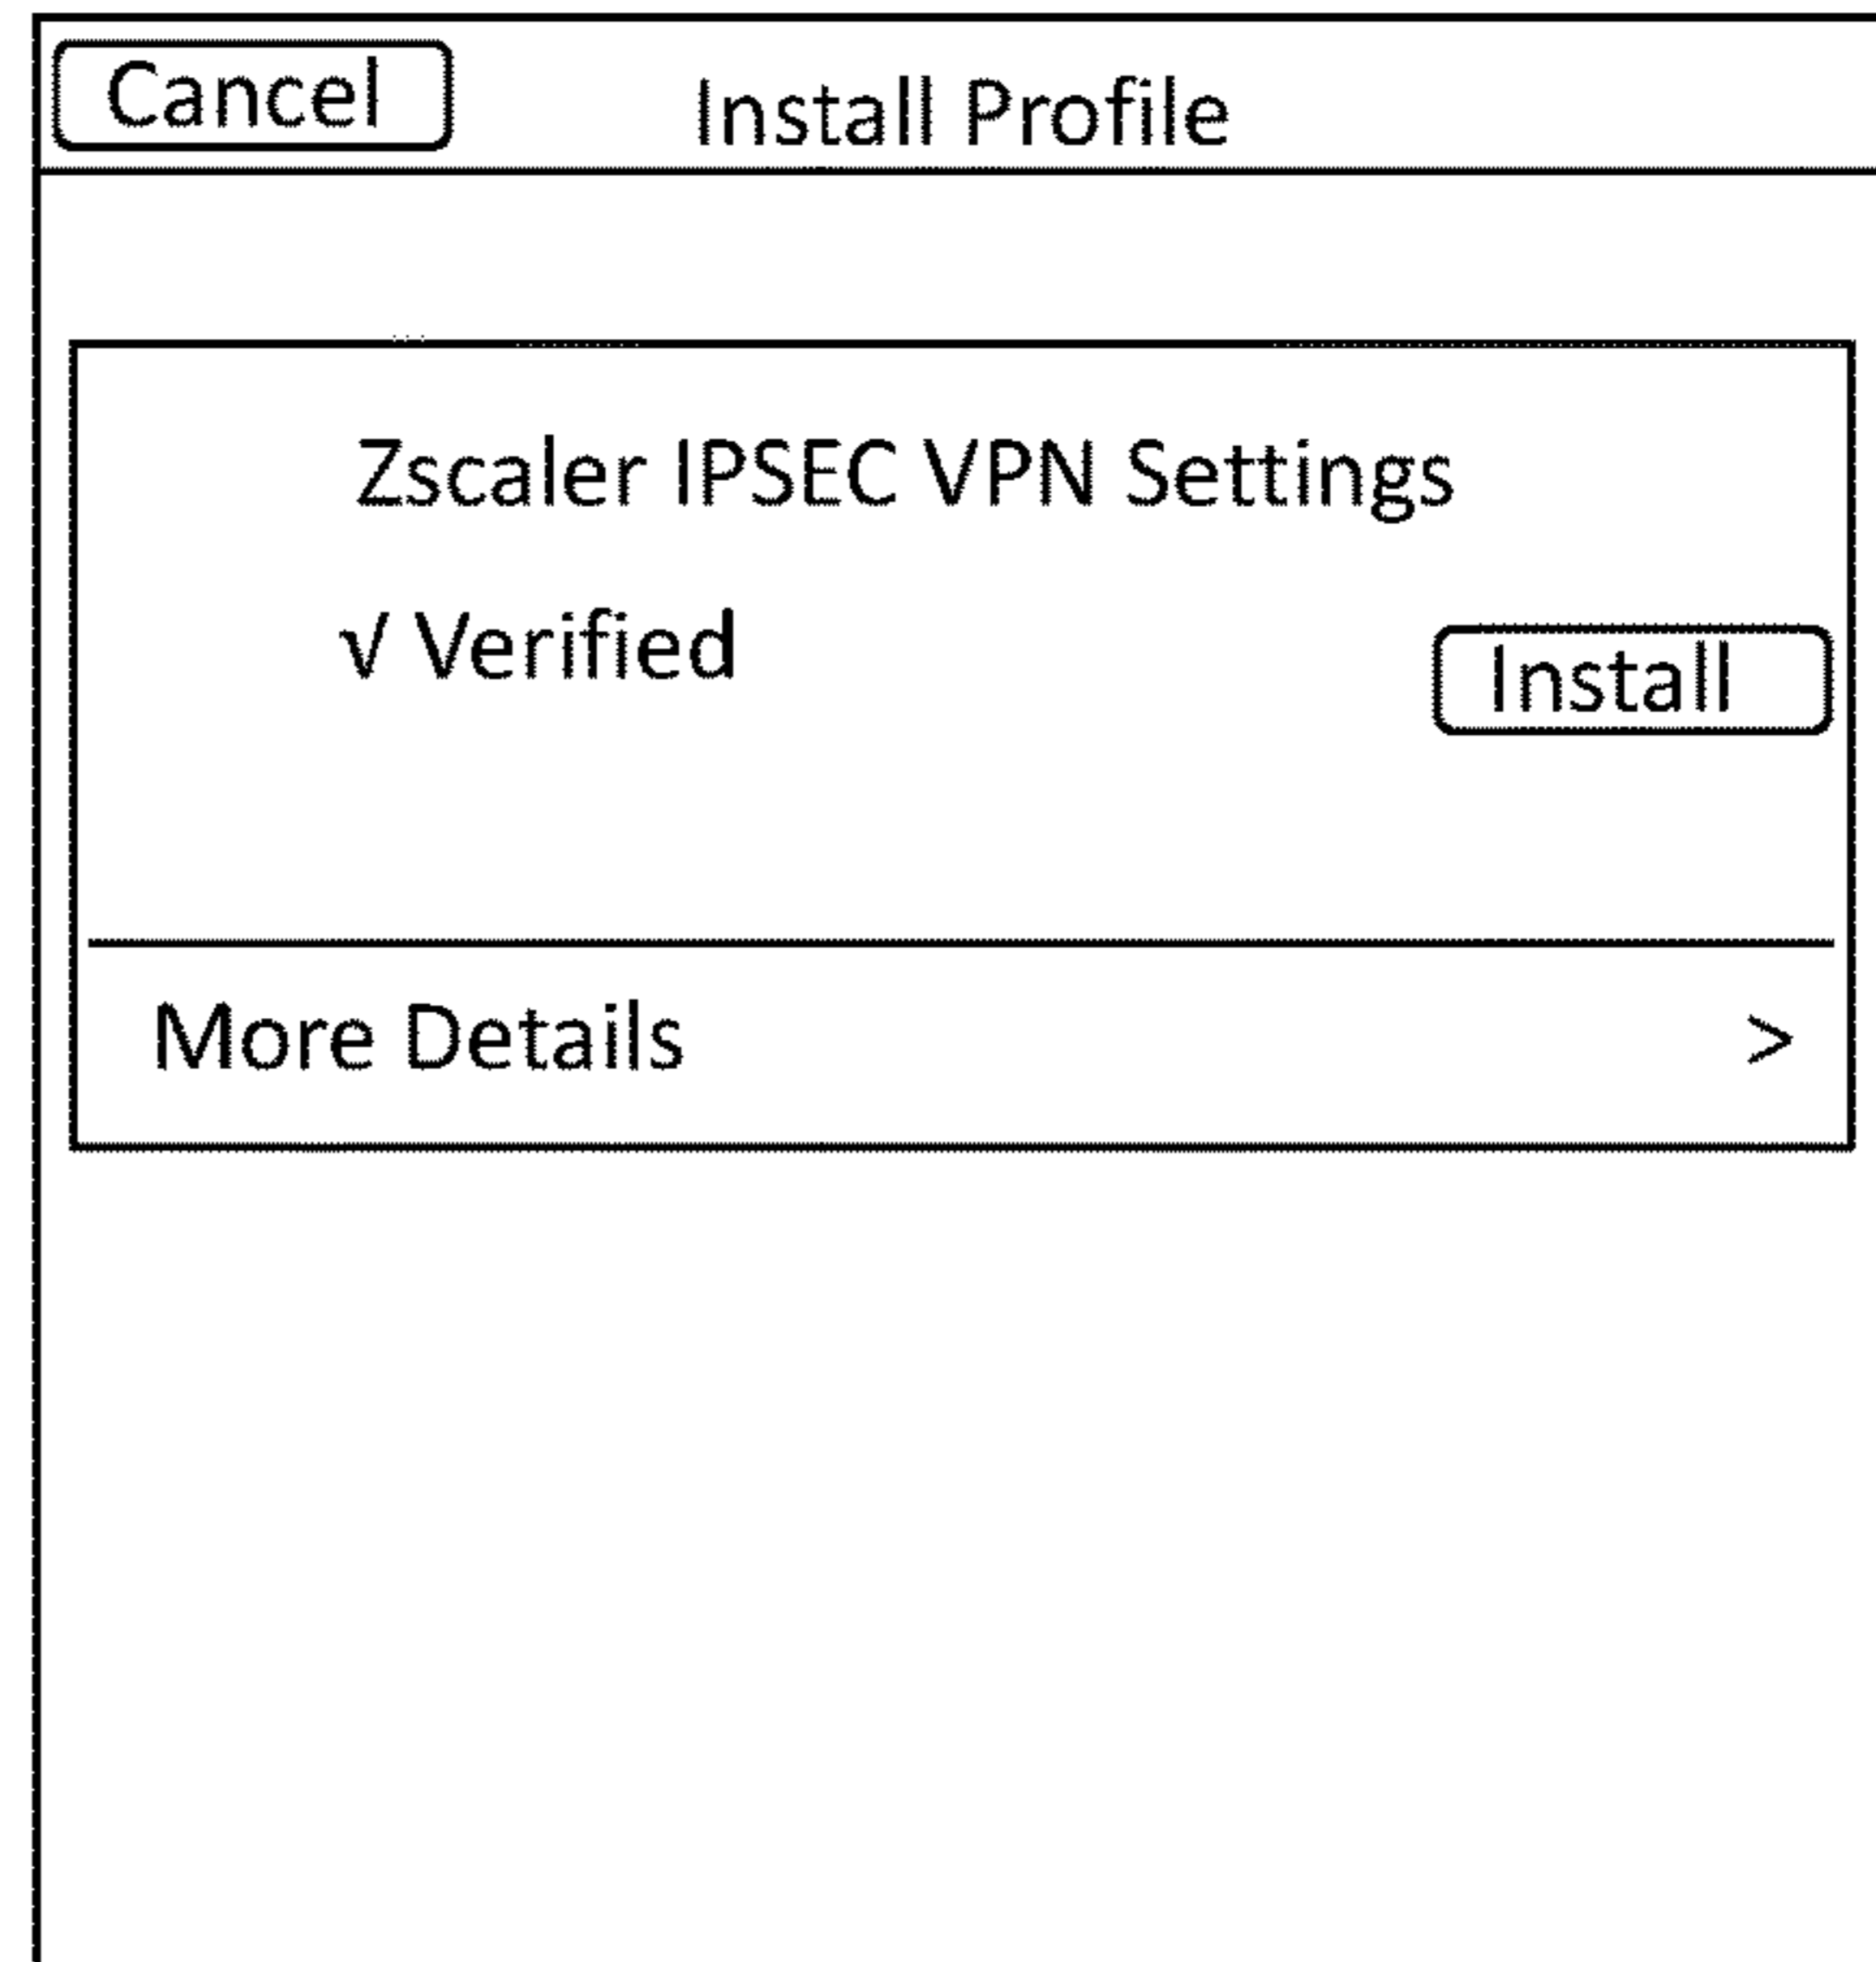 Cancel Install Profile
Zscaler IPSEC VPN Settings
√ Verified
Install
More Details >